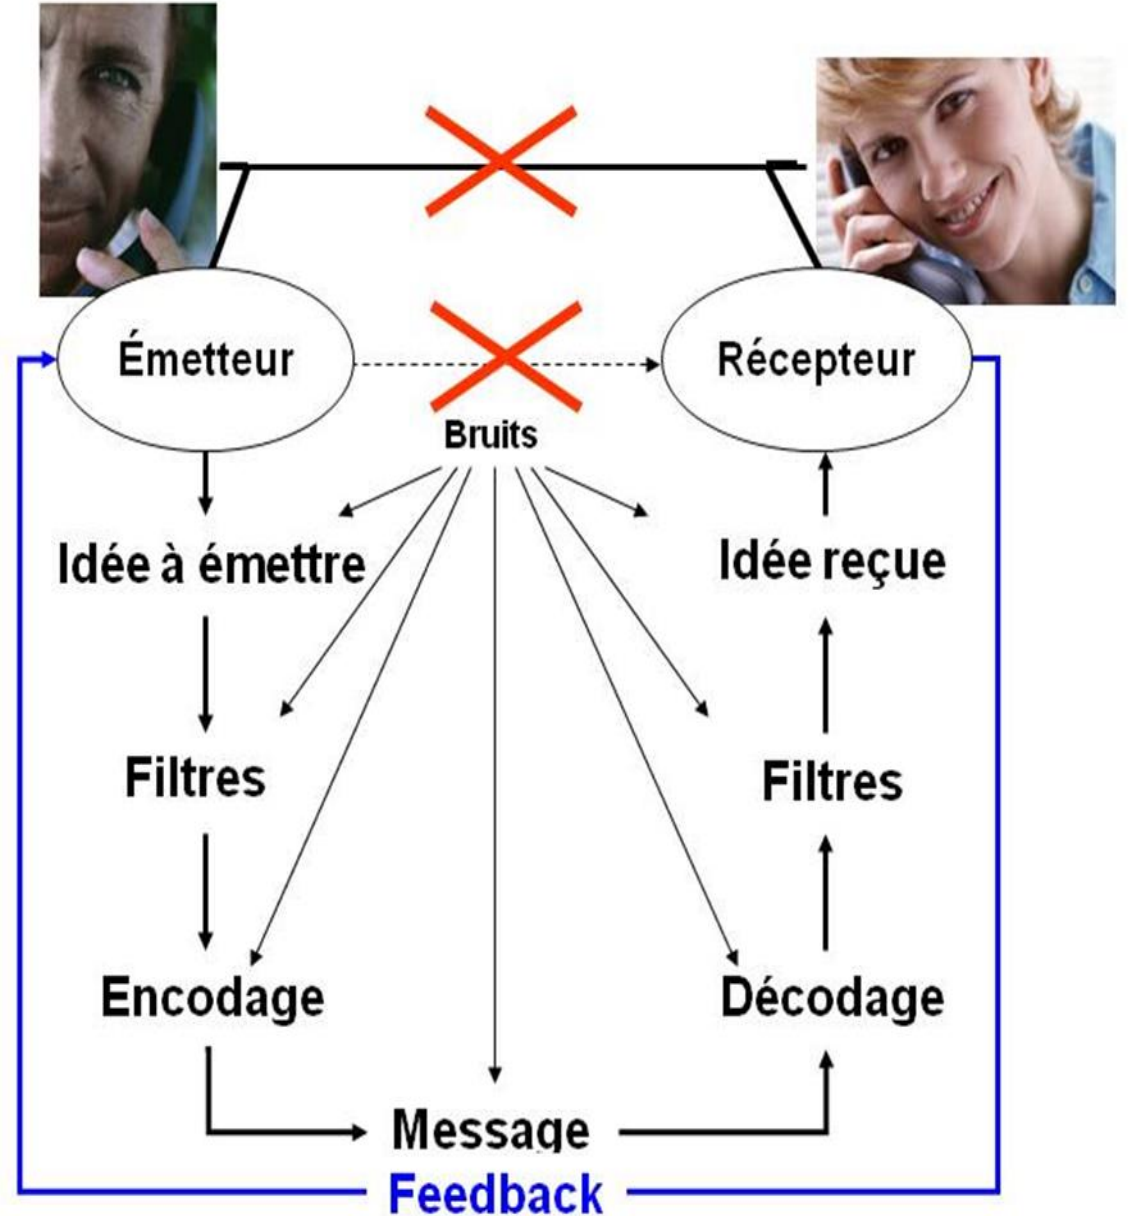 Émetteur
Récepteur
Bruits
Idée à émettre
Idée reçue
Filtres
Filtres
Encodage
Décodage
Message
Feedback